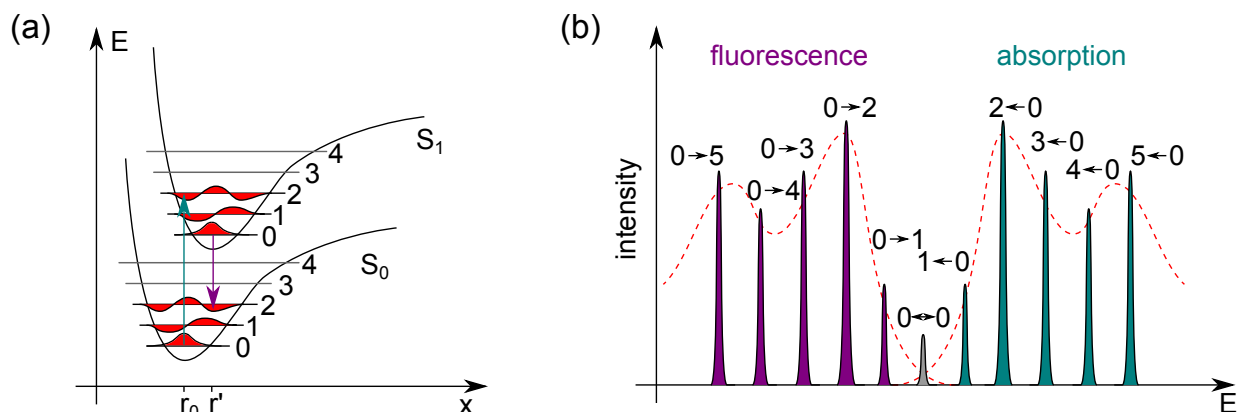 (a)
E
S₁
4
3
2
1
0
S₀
4
3
2
1
0
r₀ r' x
(b)
fluorescence absorption
intensity
0→5
0→4
0→3
0→2
0→1
0↔0
1←0
2←0
3←0
4←0
5←0
E